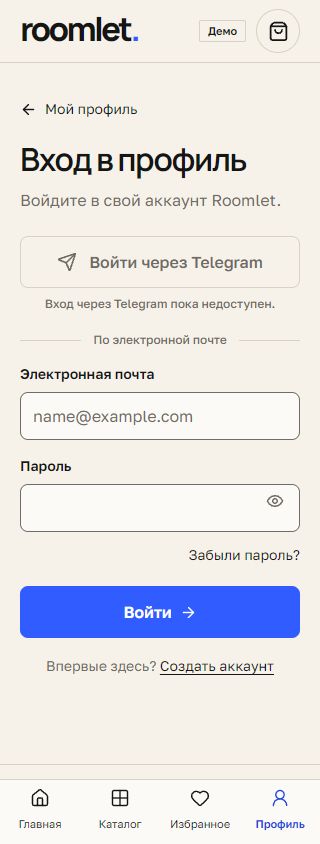 roomlet.
Демо
Мой профиль
Вход в профиль
Войдите в свой аккаунт Roomlet.
Войти через Telegram
Вход через Telegram пока недоступен.
По электронной почте
Электронная почта
name@example.com
Пароль
Забыли пароль?
Войти
Впервые здесь? Создать аккаунт
Главная
Каталог
Избранное
Профиль